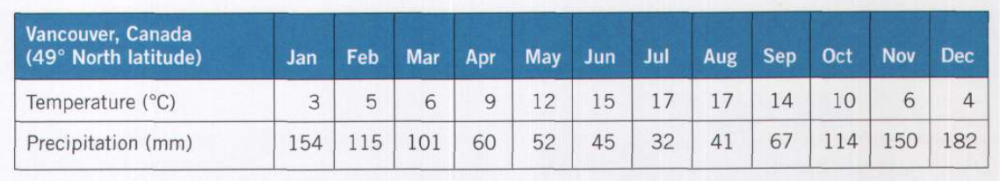 Vancouver, Canada
(49° North latitude) Jan Feb Mar Apr May Jun Jul Aug Sep Oct Nov Dec
Temperature (°C) 3 5 6 9 12 15 17 17 14 10 6 4
Precipitation (mm) 154 115 101 60 52 45 32 41 67 114 150 182